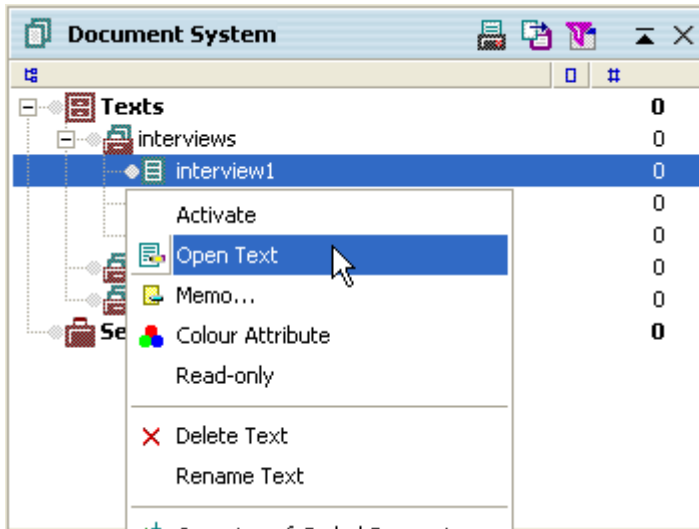 Document System
#
Texts 0
interviews 0
interview1 0
0
Activate
0
Open Text
0
Memo...
0
Se 0
Colour Attribute
Read-only
Delete Text
Rename Text